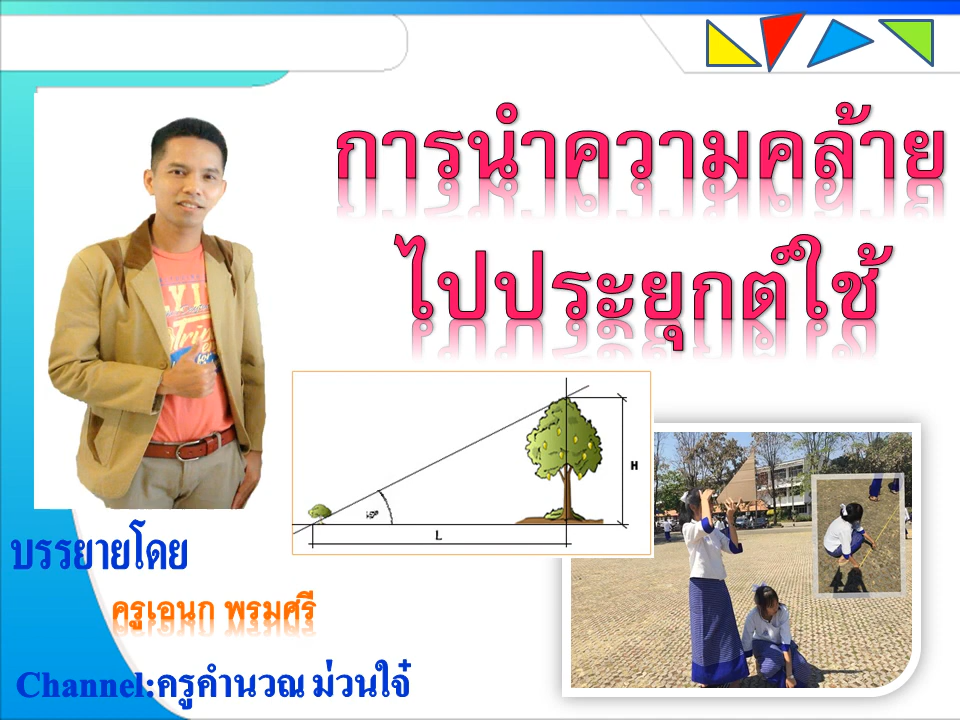 การนำความคล้าย
ไปประยุกต์ใช้
H
L
บรรยายโดย
ครูเอนก พรมศรี
Channel:ครูคำนวณ ม่วนใจ๋